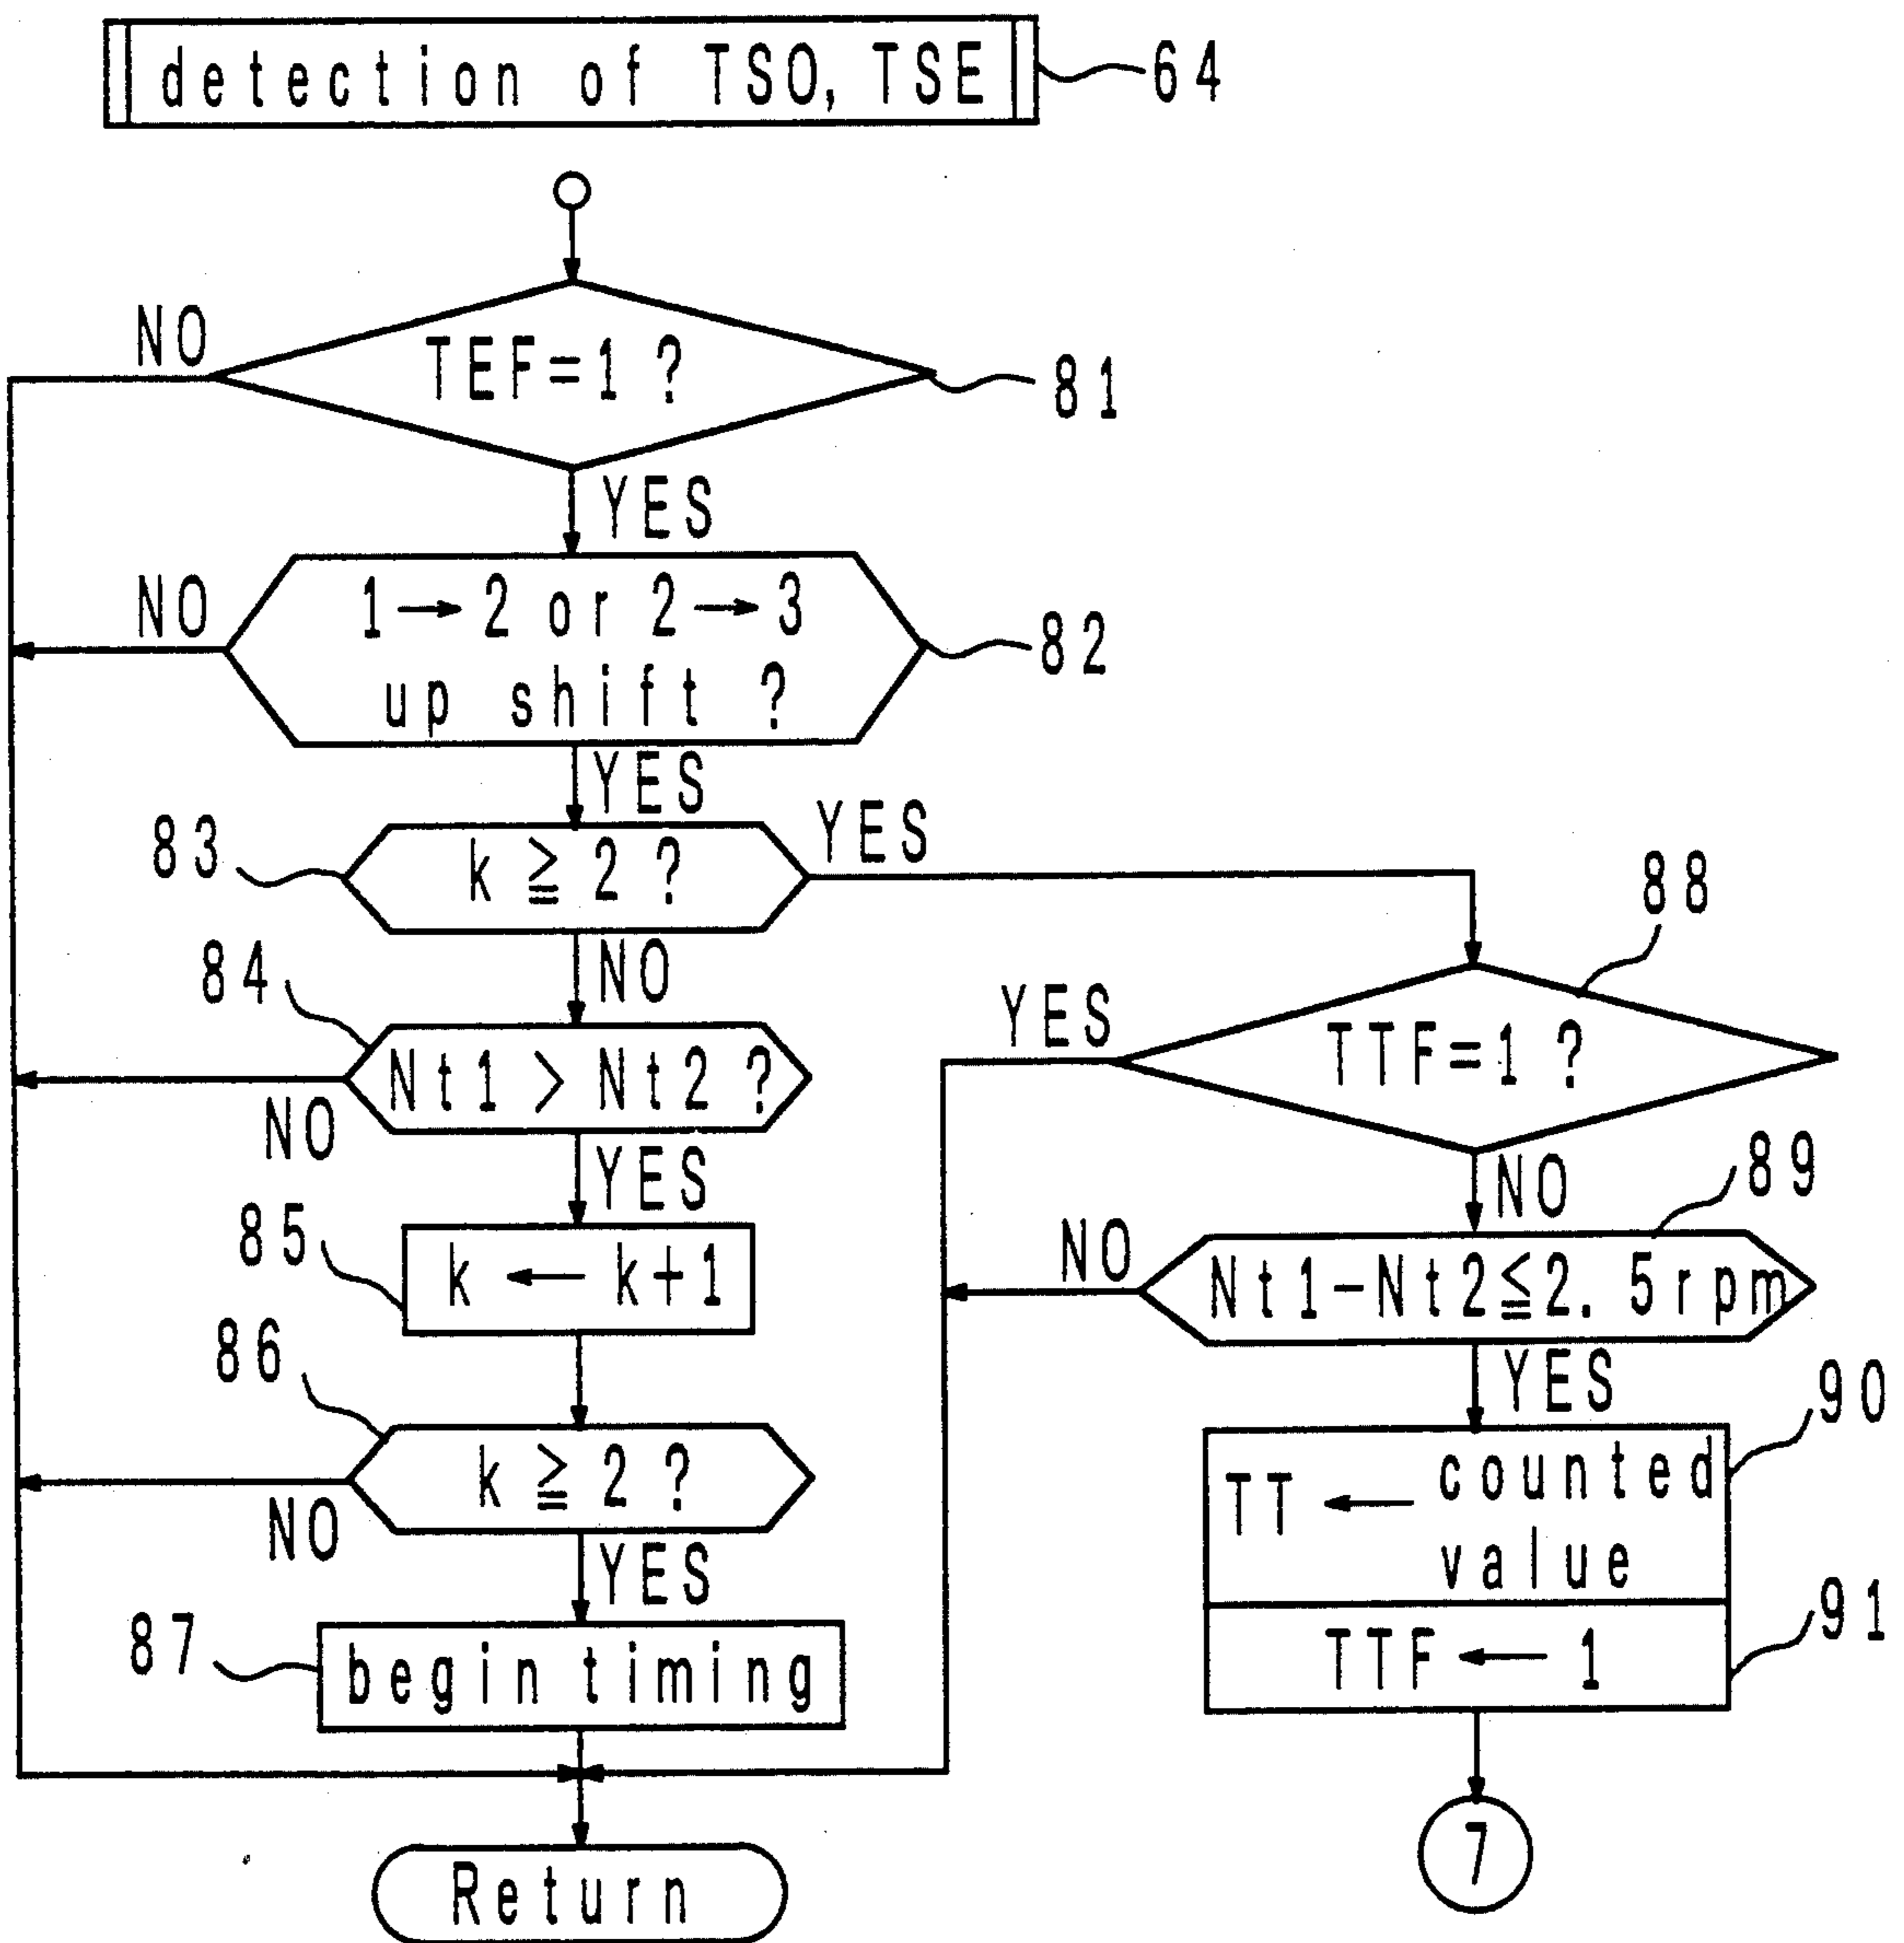 detection of TSO, TSE
64
NO
TEF=1 ?
81
YES
NO
1→2 or 2→3
up shift ?
82
YES
83
k ≧ 2 ?
YES
88
84
NO
Nt1 > Nt2 ?
NO
YES
TTF=1 ?
YES
NO
89
85
k ← k+1
NO
Nt1-Nt2≦2. 5rpm
86
YES
90
k ≧ 2 ?
NO
TT ← counted
value
YES
91
87
begin timing
TTF ← 1
7
Return